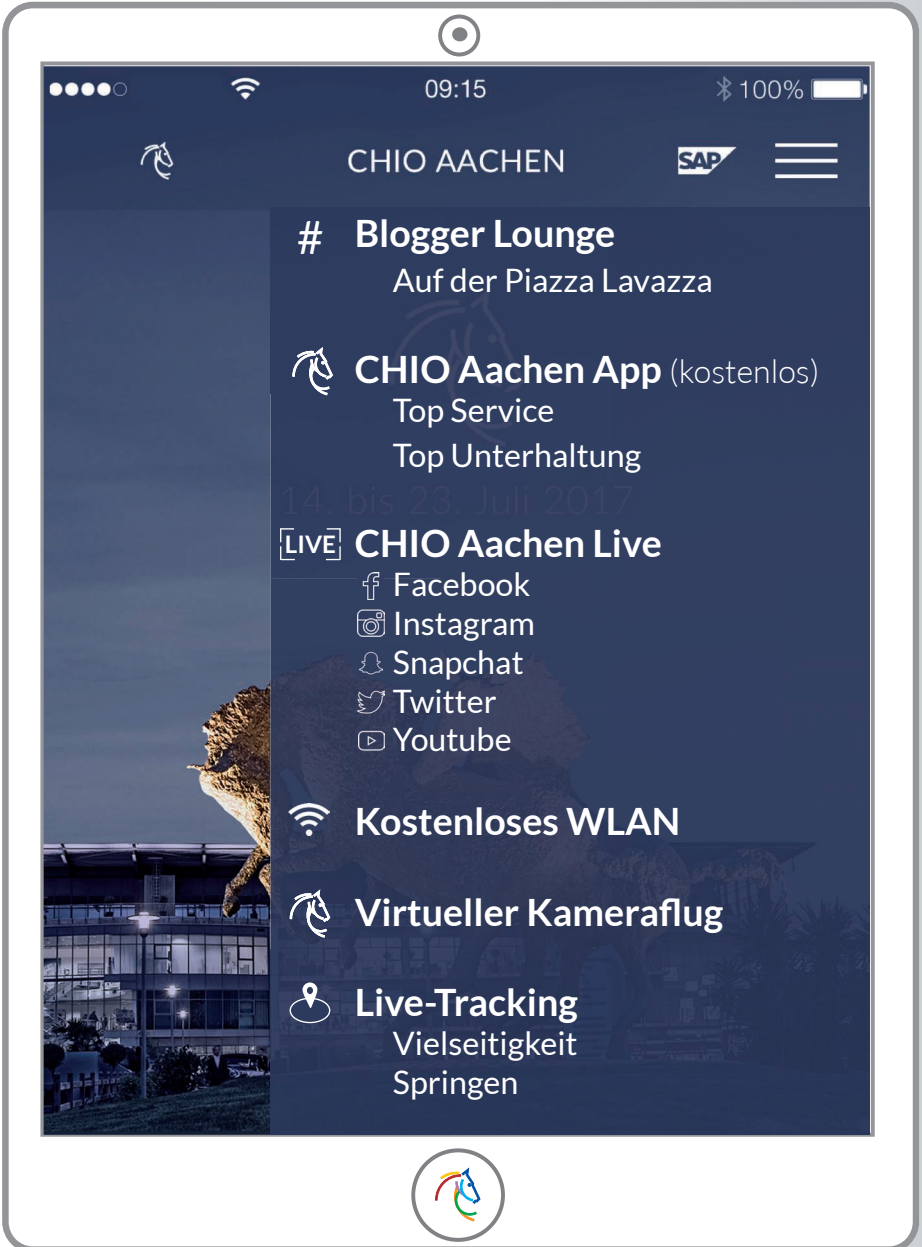 09:15
100%
CHIO AACHEN
SAP
# Blogger Lounge
Auf der Piazza Lavazza
CHIO Aachen App (kostenlos)
Top Service
Top Unterhaltung
14. bis 23. Juli 2017
LIVE CHIO Aachen Live
Facebook
Instagram
Snapchat
Twitter
Youtube
Kostenloses WLAN
Virtueller Kameraflug
Live-Tracking
Vielseitigkeit
Springen